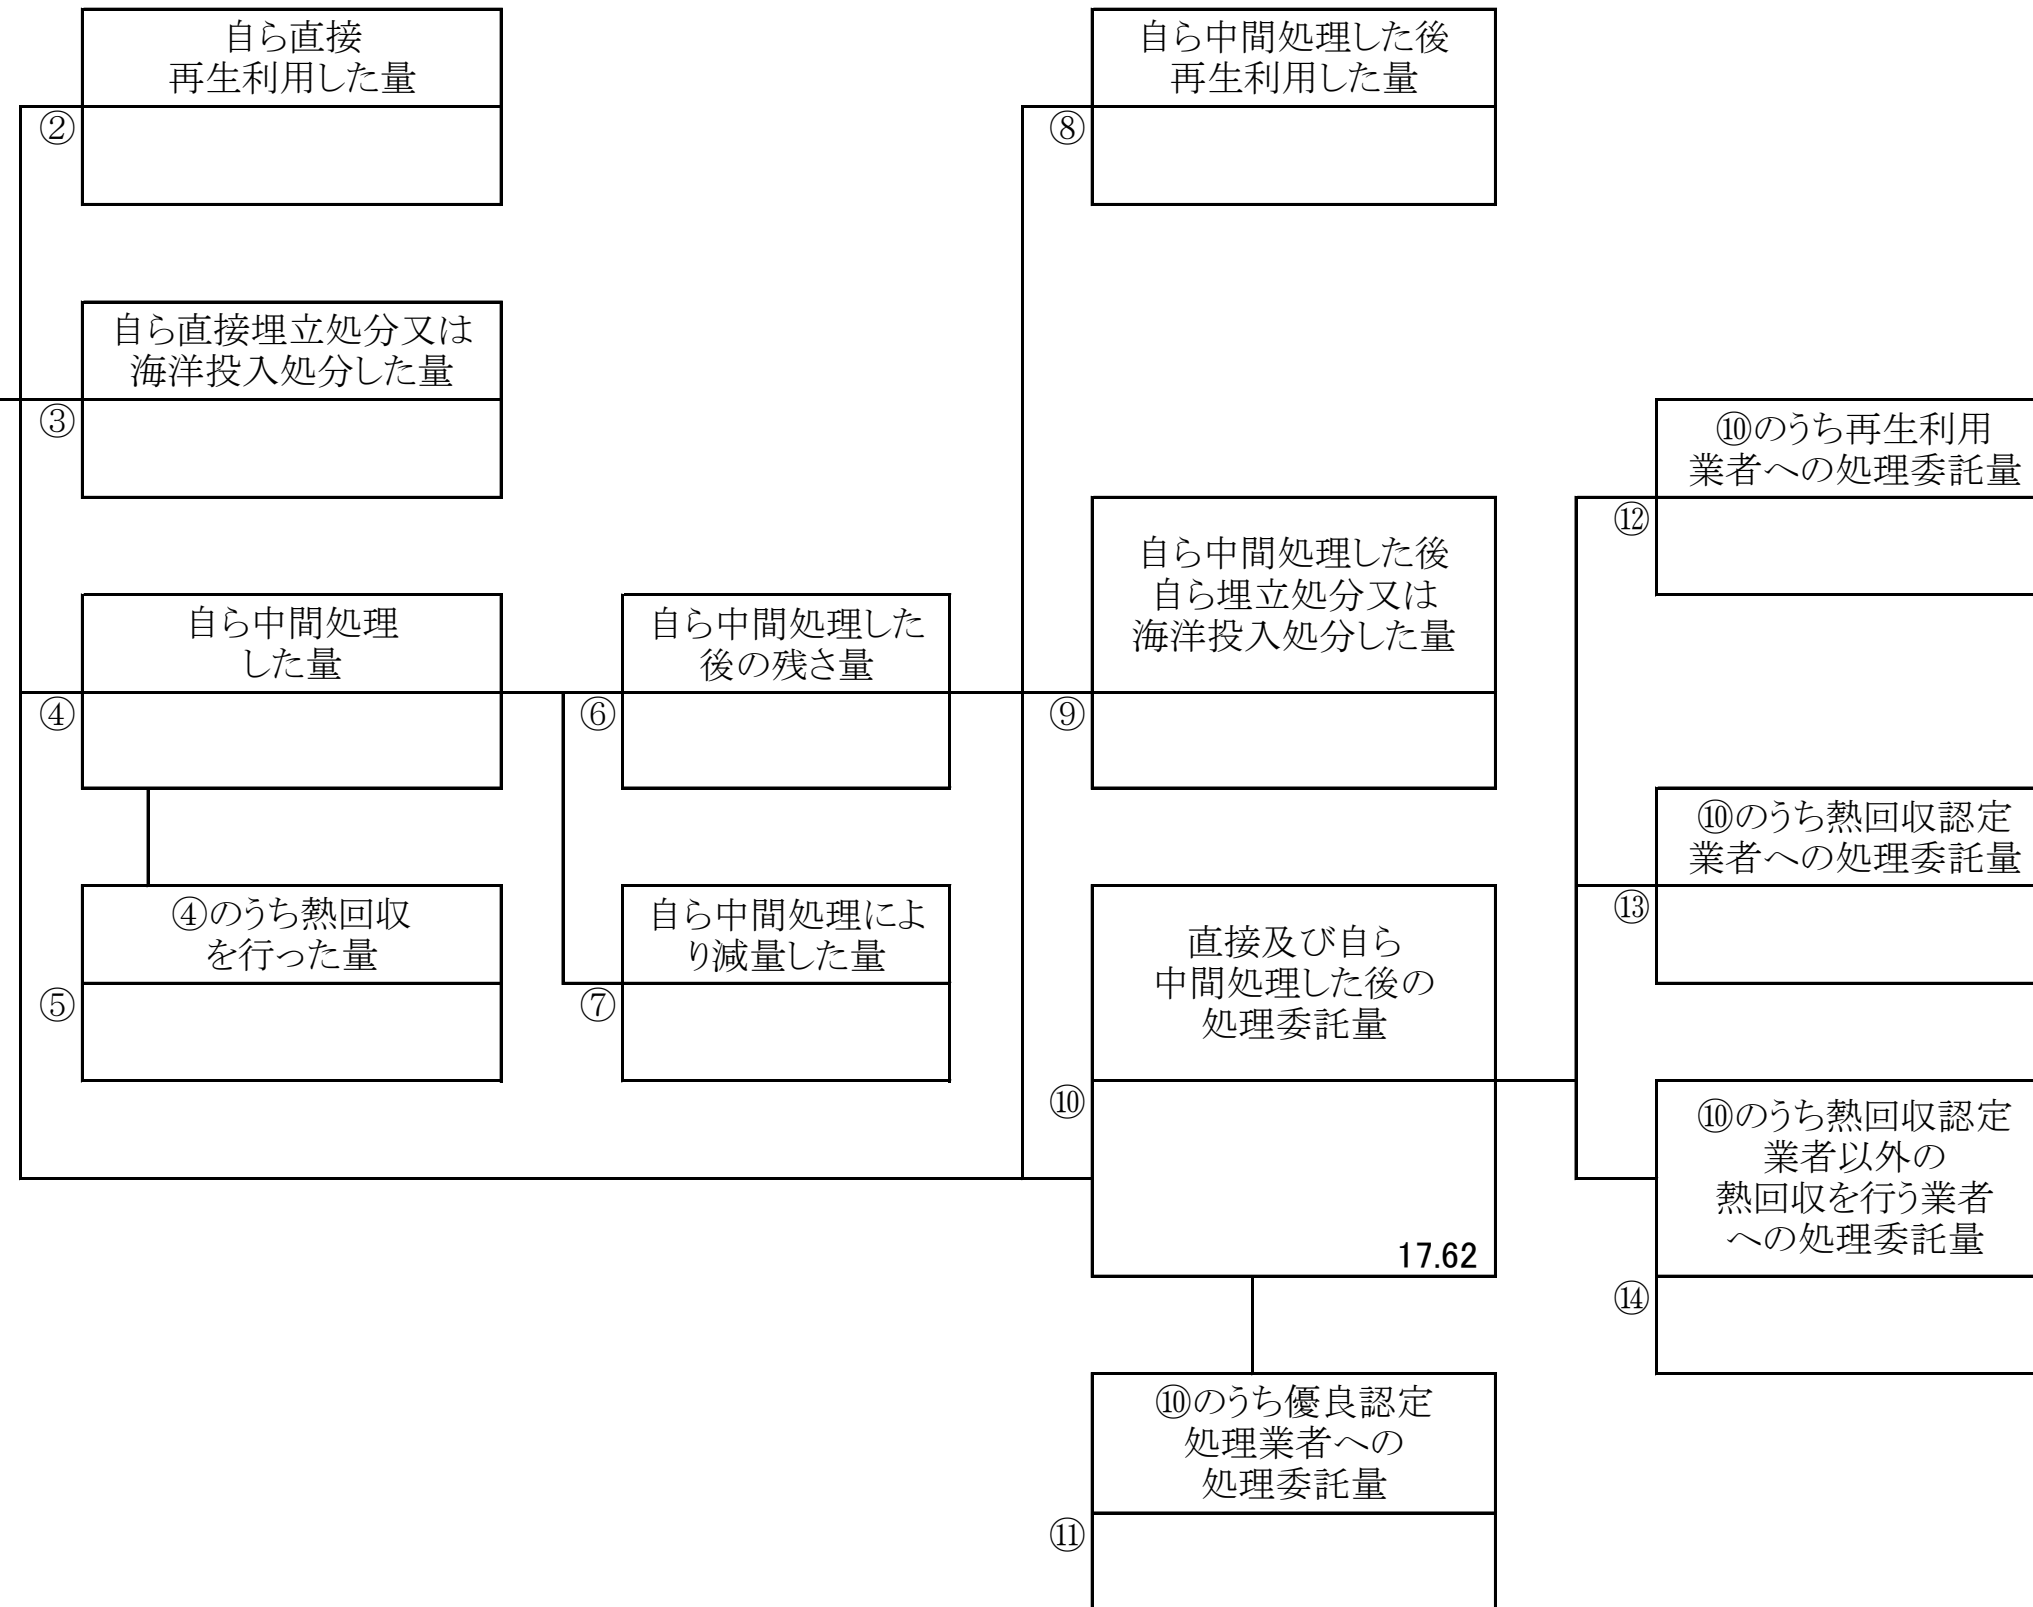 自ら直接
再生利用した量
②
自ら直接埋立処分又は
海洋投入処分した量
③
自ら中間処理
した量
④
④のうち熱回収
を行った量
⑤
自ら中間処理した
後の残さ量
⑥
自ら中間処理によ
り減量した量
⑦
自ら中間処理した後
再生利用した量
⑧
自ら中間処理した後
自ら埋立処分又は
海洋投入処分した量
⑨
直接及び自ら
中間処理した後の
処理委託量
⑩
17.62
⑩のうち優良認定
処理業者への
処理委託量
⑪
⑩のうち再生利用
業者への処理委託量
⑫
⑩のうち熱回収認定
業者への処理委託量
⑬
⑩のうち熱回収認定
業者以外の
熱回収を行う業者
への処理委託量
⑭